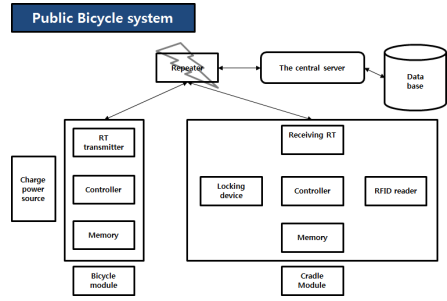 Public Bicycle system
Repeater
The central server
Data
base
RT
transmitter
Receiving RT
Charge
power
source
Controller
Locking
device
Controller
RFID reader
Memory
Memory
Bicycle
module
Cradle
Module